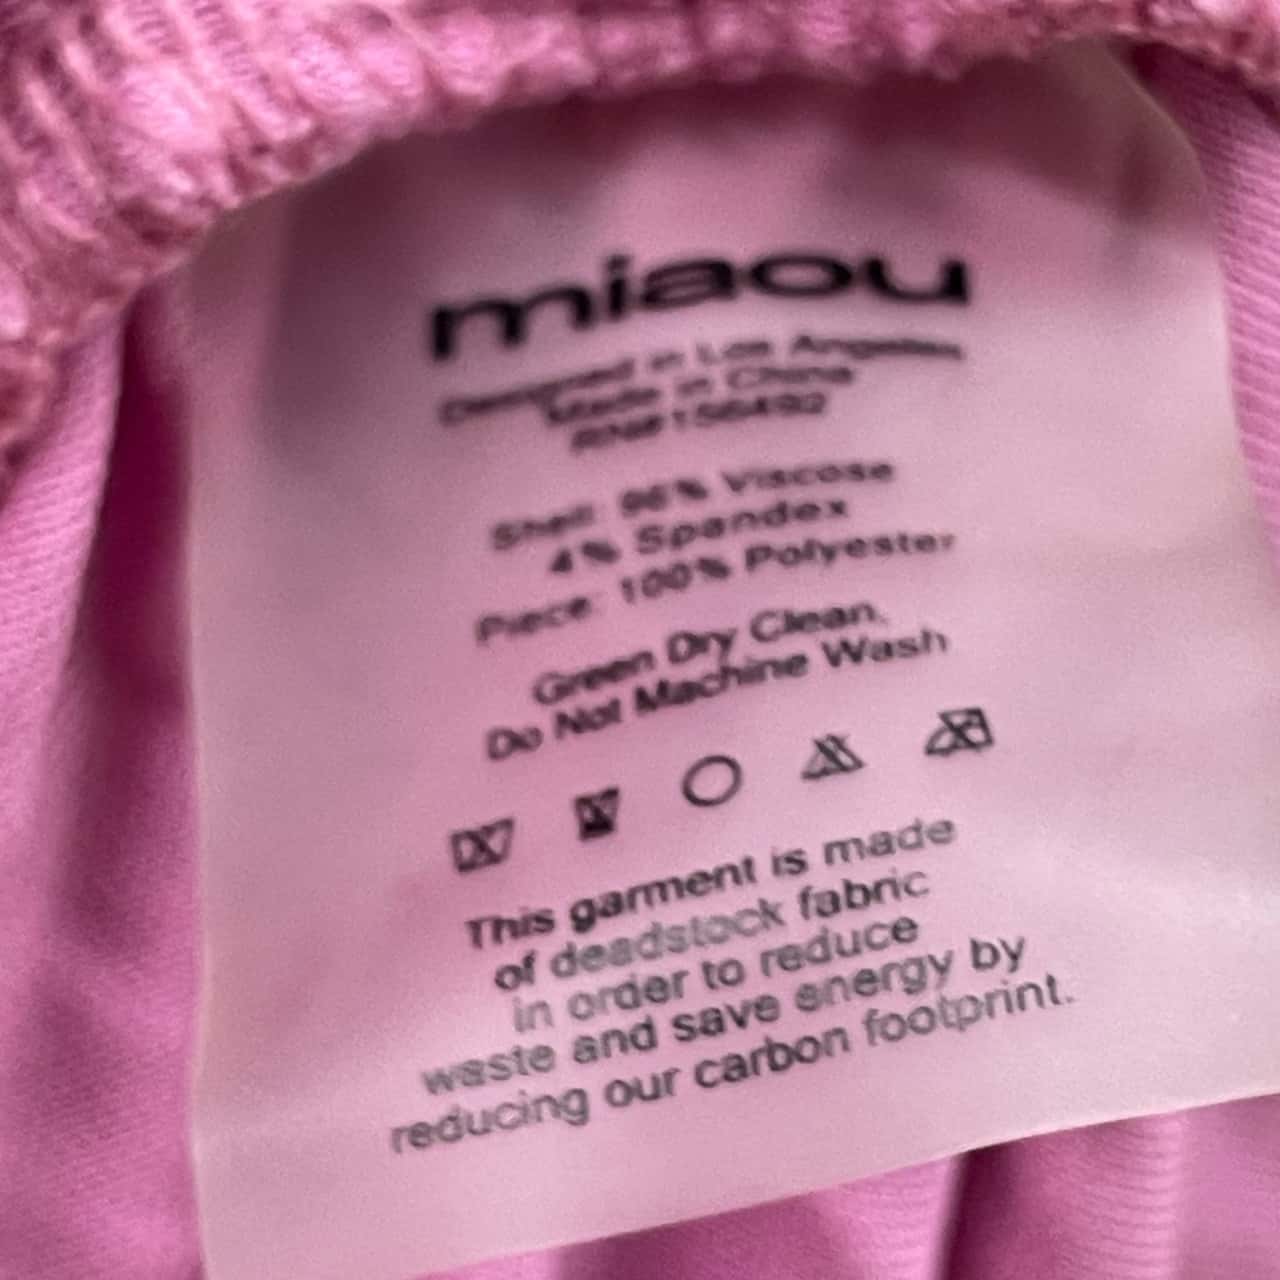 miaou
Designed in Los Angeles
Made in China
RN#156492
Shell: 96% Viscose
4% Spandex
Piece: 100% Polyester
Green Dry Clean,
Do Not Machine Wash
This garment is made
of deadstock fabric
in order to reduce
waste and save energy by
reducing our carbon footprint.